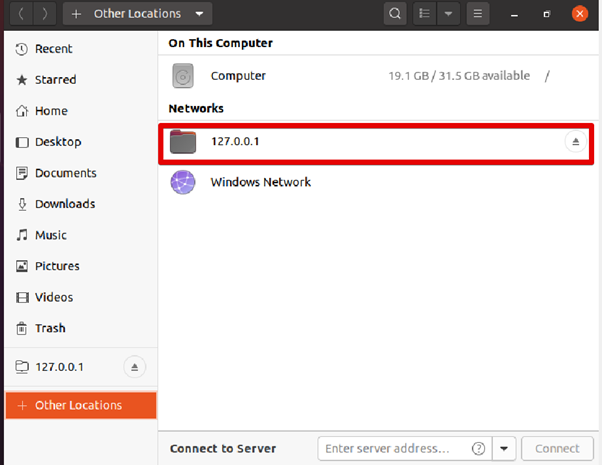 Other Locations
On This Computer
Recent
Computer
19.1 GB / 31.5 GB available /
Starred
Networks
Home
127.0.0.1
Desktop
Documents
Windows Network
Downloads
Music
Pictures
Videos
Trash
127.0.0.1
Other Locations
Connect to Server
Enter server address...
Connect